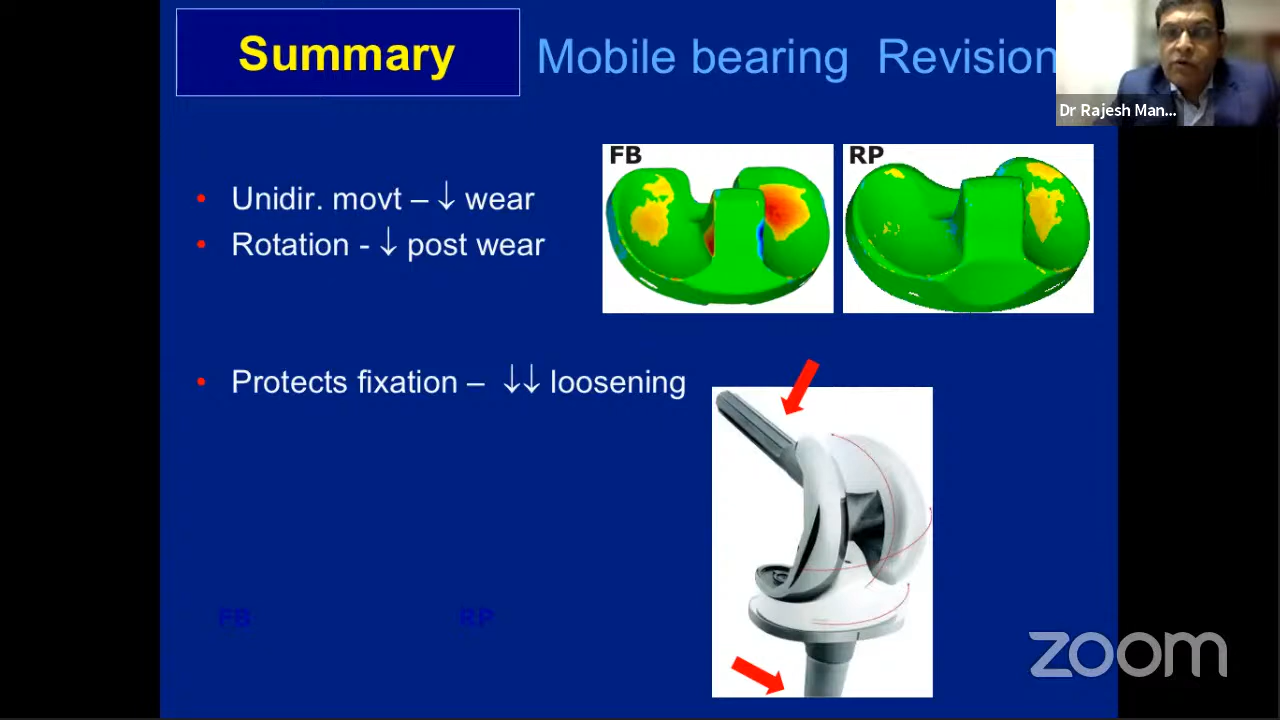 Summary
Mobile bearing Revision
Dr Rajesh Man...
FB
RP
• Unidir. movt – ↓ wear
• Rotation - ↓ post wear
• Protects fixation – ↓↓ loosening
FB
RP
zoom